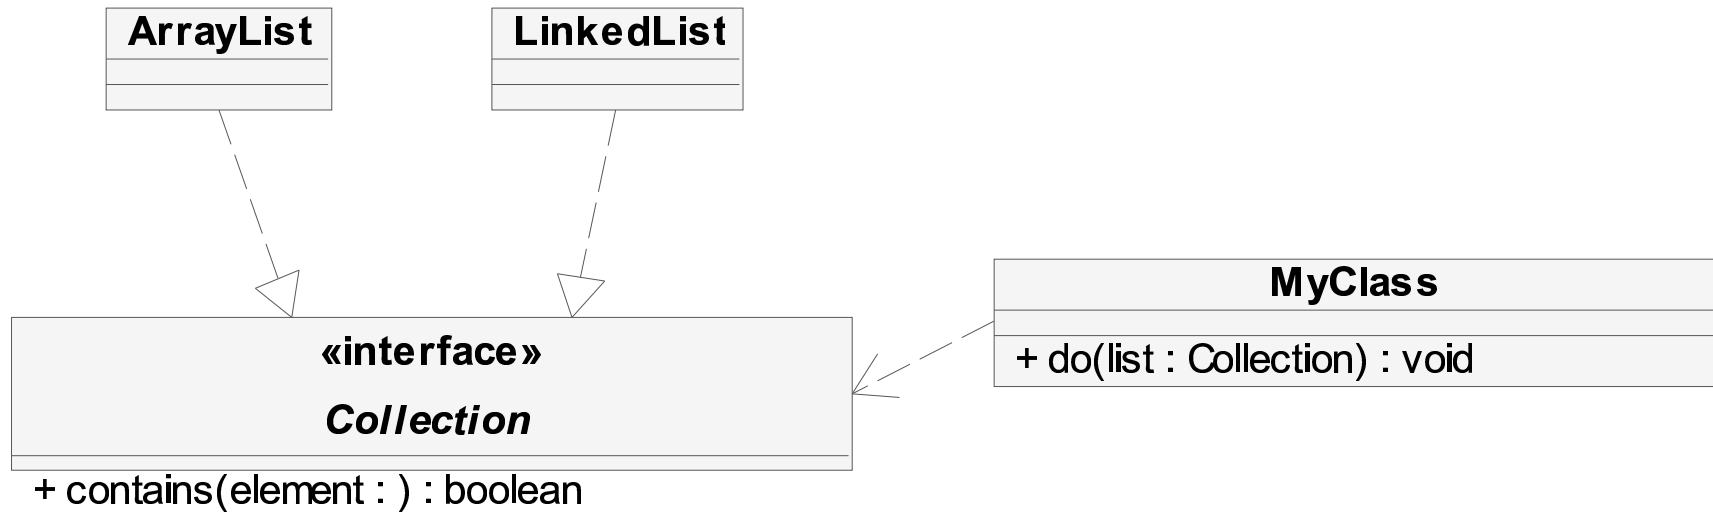 ArrayList
LinkedList
MyClass
+ do(list : Collection) : void
«interface»
Collection
+ contains(element : ) : boolean